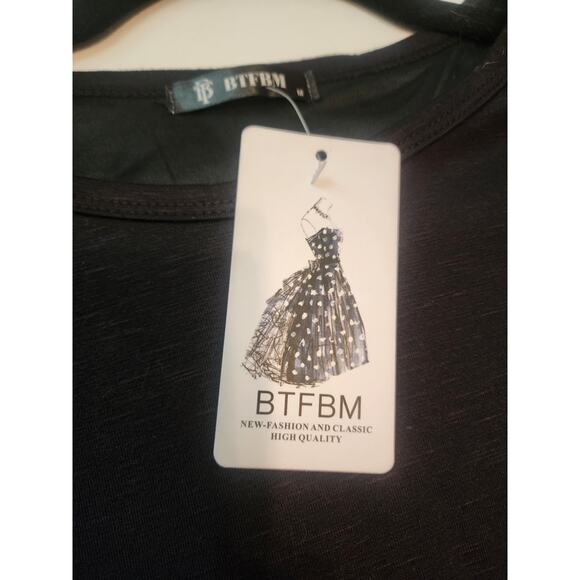 BTFBM
BTFBM
NEW-FASHION AND CLASSIC
HIGH QUALITY